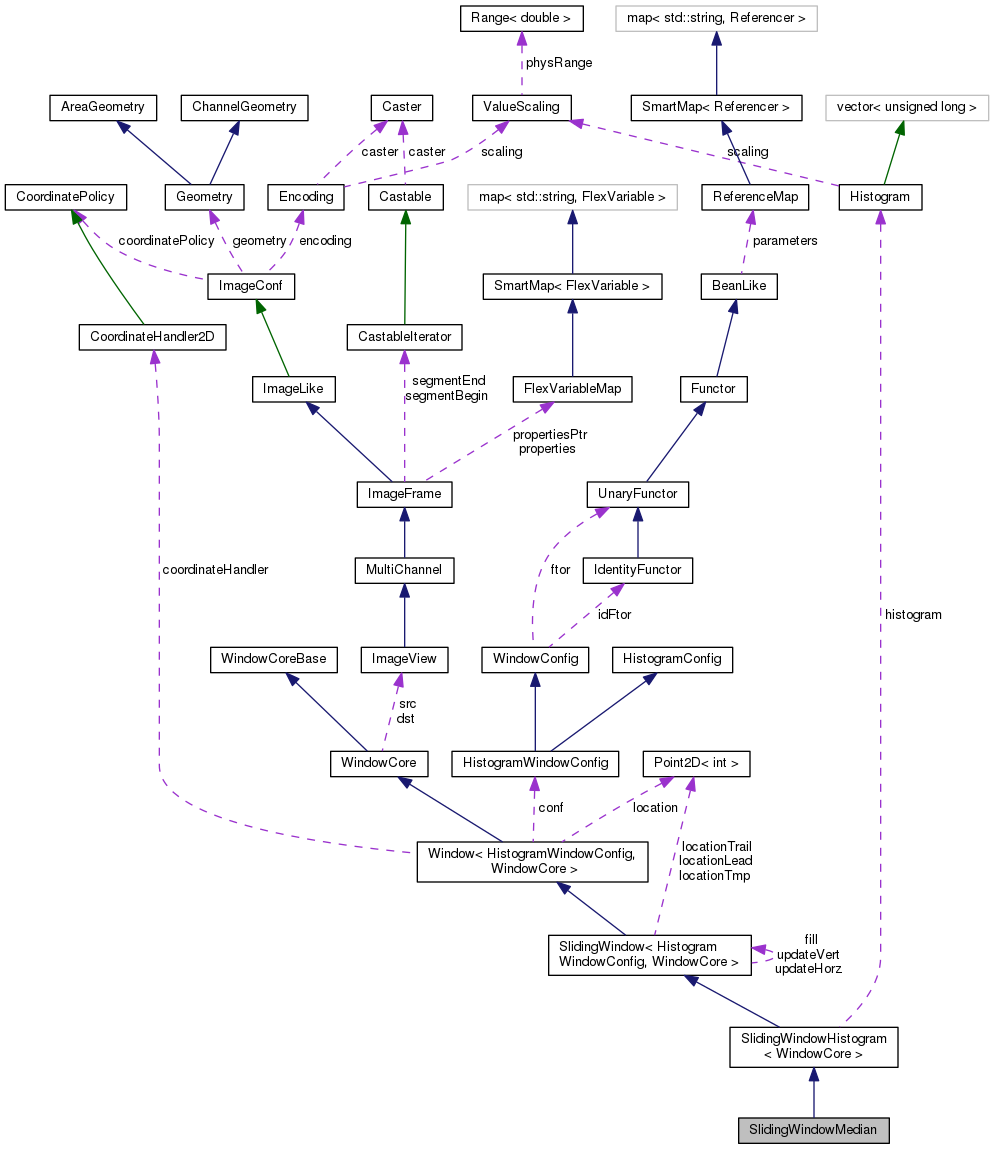 Range< double >
map< std::string, Referencer >
physRange
AreaGeometry
ChannelGeometry
Caster
ValueScaling
SmartMap< Referencer >
vector< unsigned long >
caster
caster
scaling
scaling
CoordinatePolicy
Geometry
Encoding
Castable
map< std::string, FlexVariable >
ReferenceMap
Histogram
coordinatePolicy
geometry
encoding
parameters
ImageConf
SmartMap< FlexVariable >
BeanLike
CoordinateHandler2D
CastableIterator
ImageLike
segmentEnd
segmentBegin
FlexVariableMap
Functor
propertiesPtr
properties
ImageFrame
UnaryFunctor
coordinateHandler
MultiChannel
ftor
IdentityFunctor
idFtor
histogram
WindowCoreBase
ImageView
WindowConfig
HistogramConfig
src
dst
WindowCore
HistogramWindowConfig
Point2D< int >
conf
location
Window< HistogramWindowConfig,
WindowCore >
locationTrail
locationLead
locationTmp
SlidingWindow< Histogram
WindowConfig, WindowCore >
fill
updateVert
updateHorz
SlidingWindowHistogram
< WindowCore >
SlidingWindowMedian